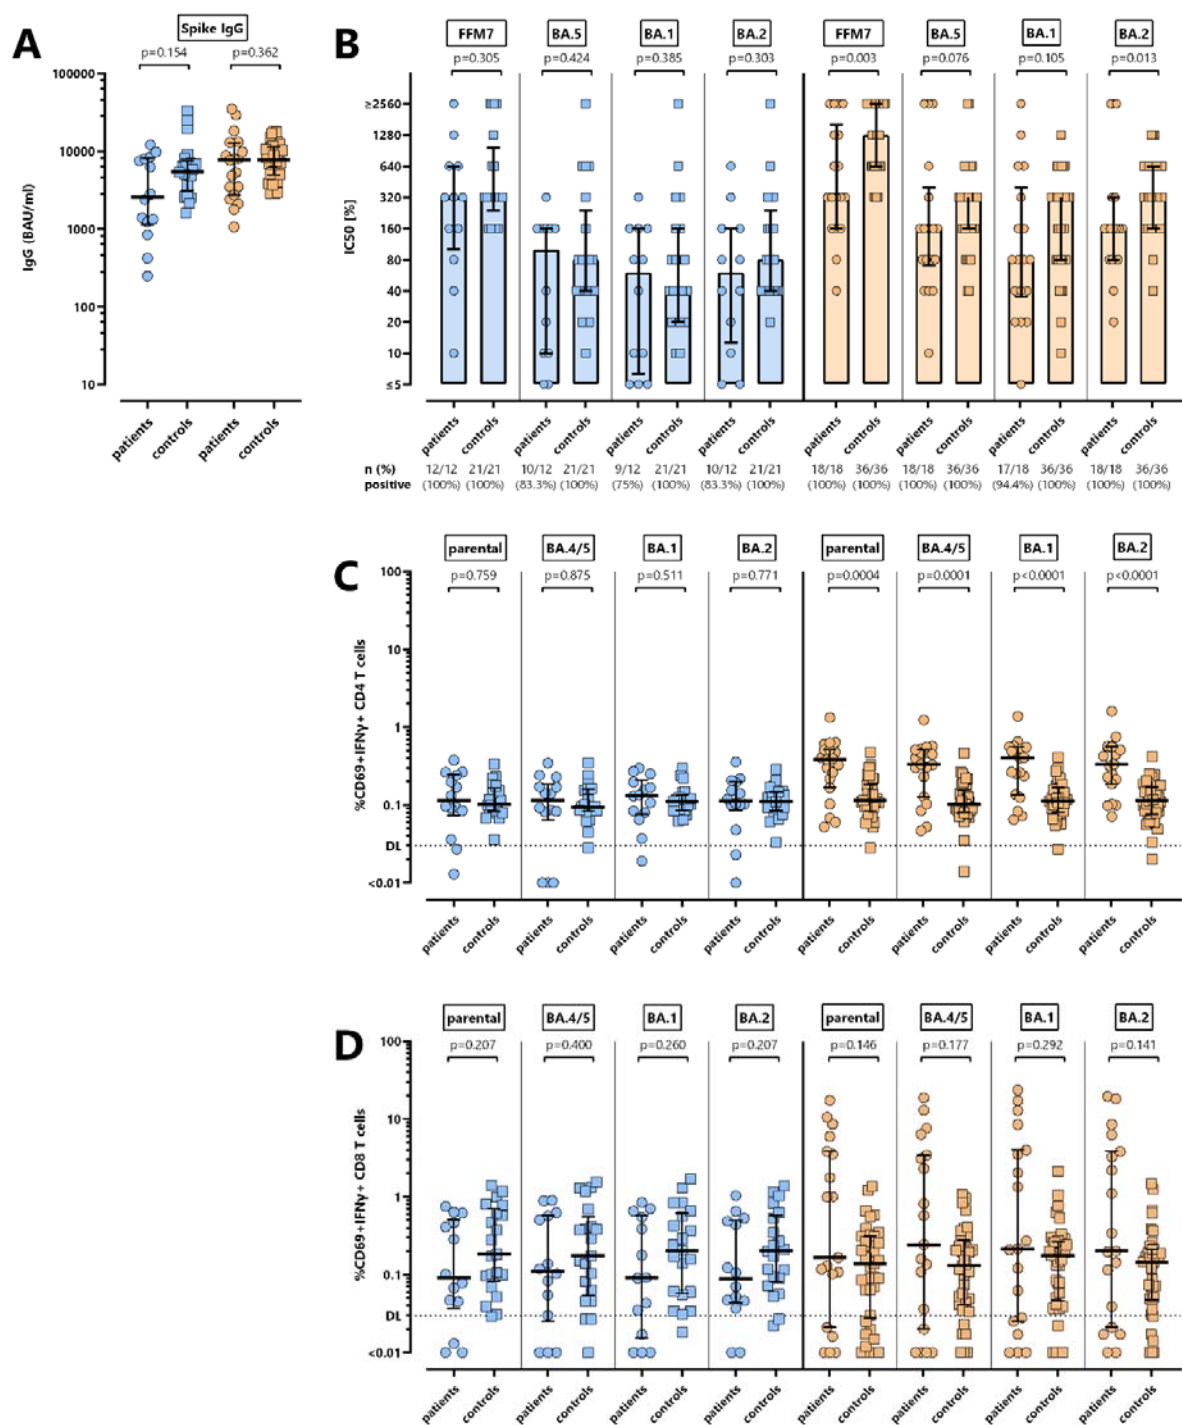 A
Spike IgG
p=0.154 p=0.362
IgG (BAU/ml)
100000
10000
1000
100
10
patients controls patients controls
B
FFM7 BA.5 BA.1 BA.2 FFM7 BA.5 BA.1 BA.2
p=0.305 p=0.424 p=0.385 p=0.303 p=0.003 p=0.076 p=0.105 p=0.013
IC50 [%]
≥2560
1280
640
320
160
80
40
20
10
≤5
patients controls patients controls patients controls patients controls patients controls patients controls patients controls patients controls
n (%) 12/12 21/21 10/12 21/21 9/12 21/21 10/12 21/21 18/18 36/36 18/18 36/36 17/18 36/36 18/18 36/36
positive (100%) (100%) (83.3%) (100%) (75%) (100%) (83.3%) (100%) (100%) (100%) (100%) (100%) (94.4%) (100%) (100%) (100%)
C
parental BA.4/5 BA.1 BA.2 parental BA.4/5 BA.1 BA.2
p=0.759 p=0.875 p=0.511 p=0.771 p=0.0004 p=0.0001 p<0.0001 p<0.0001
%CD69+IFNγ+ CD4 T cells
100
10
1
0.1
DL
<0.01
patients controls patients controls patients controls patients controls patients controls patients controls patients controls patients controls
D
parental BA.4/5 BA.1 BA.2 parental BA.4/5 BA.1 BA.2
p=0.207 p=0.400 p=0.260 p=0.207 p=0.146 p=0.177 p=0.292 p=0.141
%CD69+IFNγ+ CD8 T cells
100
10
1
0.1
DL
<0.01
patients controls patients controls patients controls patients controls patients controls patients controls patients controls patients controls